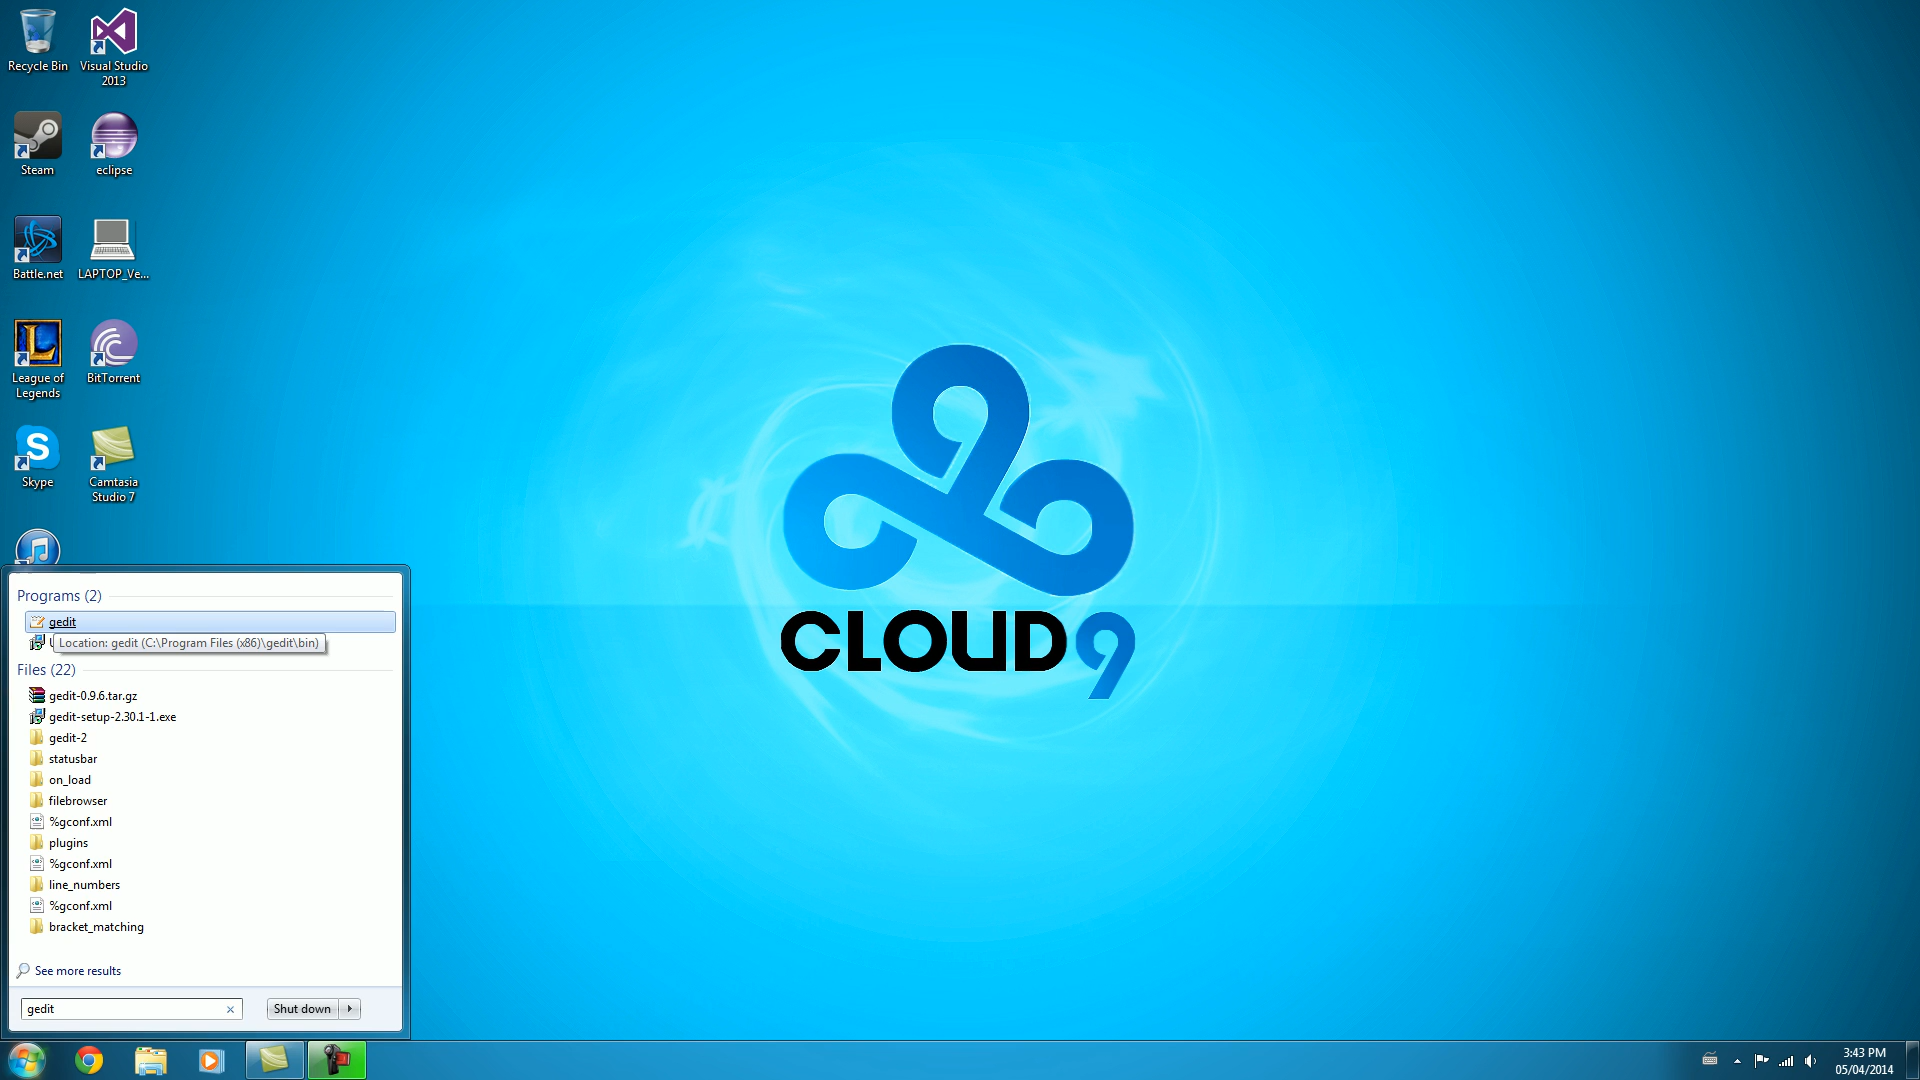 Recycle Bin
Visual Studio
2013
Steam
eclipse
Battle.net
LAPTOP_Ve...
League of
Legends
BitTorrent
Skype
Camtasia
Studio 7
CLOUD9
Programs (2)
gedit
Location: gedit (C:\Program Files (x86)\gedit\bin)
Files (22)
gedit-0.9.6.tar.gz
gedit-setup-2.30.1-1.exe
gedit-2
statusbar
on_load
filebrowser
%gconf.xml
plugins
%gconf.xml
line_numbers
%gconf.xml
bracket_matching
See more results
gedit
Shut down
3:43 PM
05/04/2014